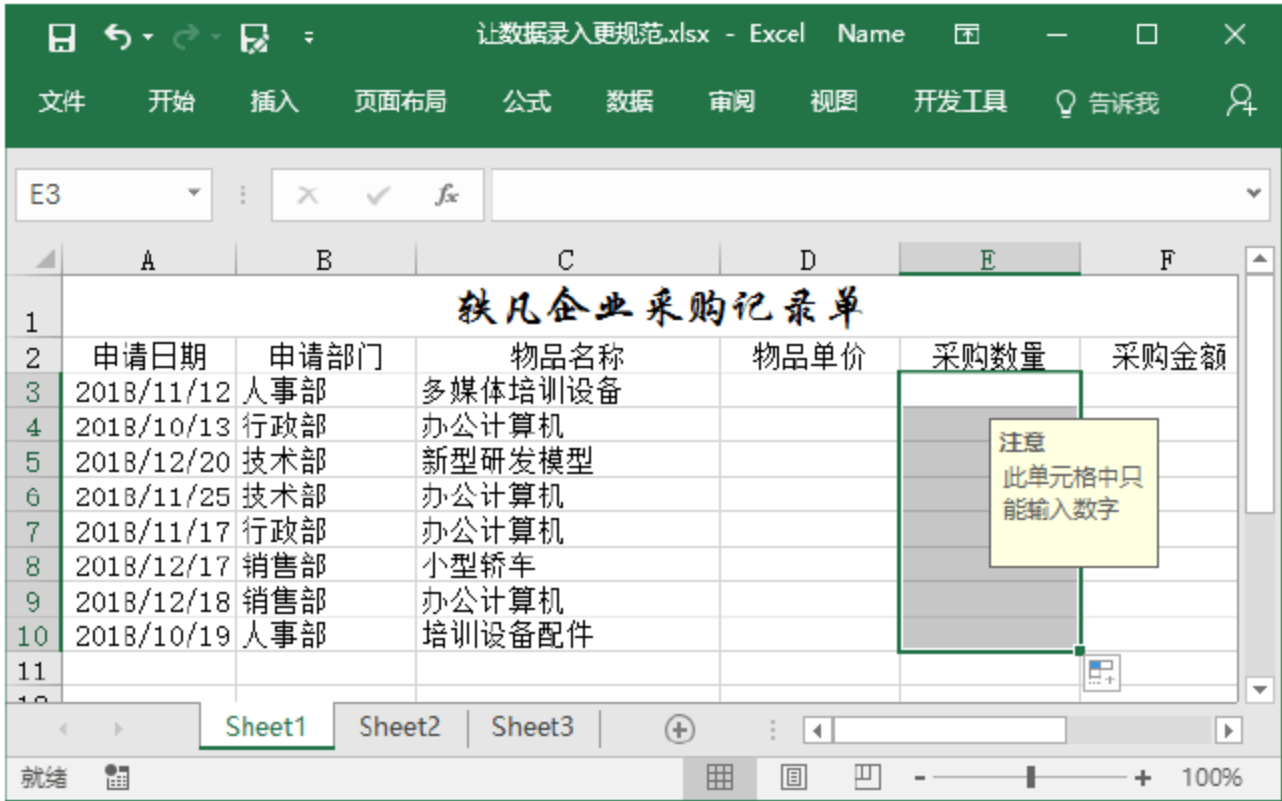 让数据录入更规范.xlsx - Excel Name
文件 开始 插入 页面布局 公式 数据 审阅 视图 开发工具 告诉我
E3 fx
A B C D E F
1 轶凡企业采购记录单
2 申请日期 申请部门 物品名称 物品单价 采购数量 采购金额
3 2018/11/12 人事部 多媒体培训设备
4 2018/10/13 行政部 办公计算机
注意
5 2018/12/20 技术部 新型研发模型
此单元格中只
6 2018/11/25 技术部 办公计算机
能输入数字
7 2018/11/17 行政部 办公计算机
8 2018/12/17 销售部 小型轿车
9 2018/12/18 销售部 办公计算机
10 2018/10/19 人事部 培训设备配件
11
Sheet1 Sheet2 Sheet3
就绪 100%